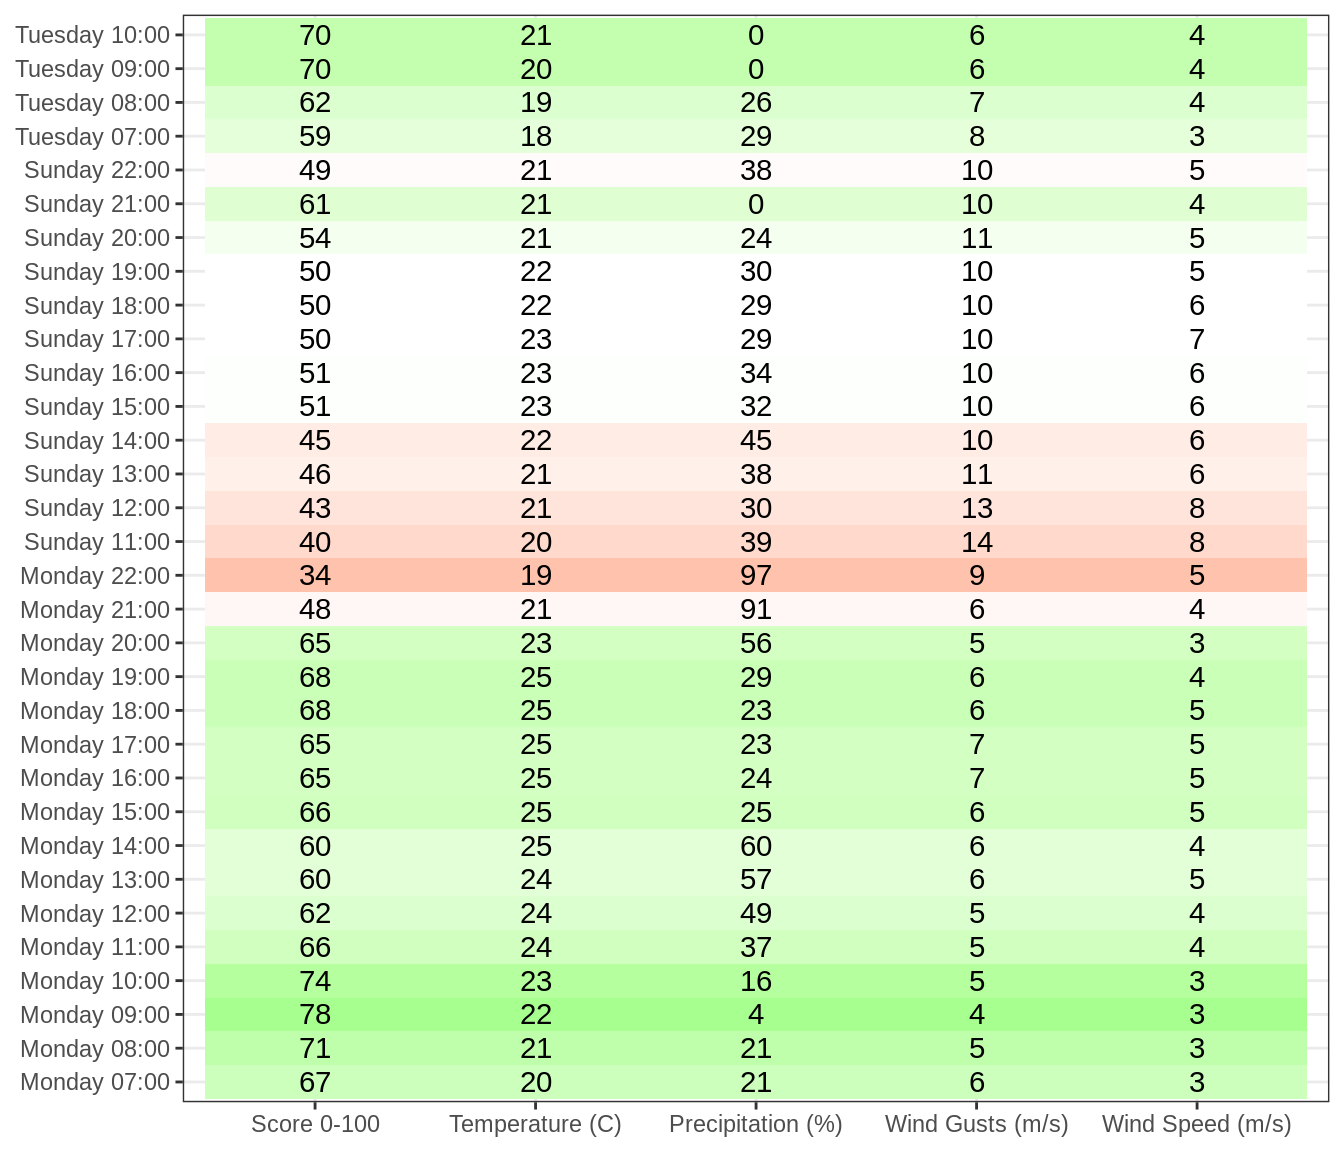 Tuesday 10:00 70 21 0 6 4
Tuesday 09:00 70 20 0 6 4
Tuesday 08:00 62 19 26 7 4
Tuesday 07:00 59 18 29 8 3
Sunday 22:00 49 21 38 10 5
Sunday 21:00 61 21 0 10 4
Sunday 20:00 54 21 24 11 5
Sunday 19:00 50 22 30 10 5
Sunday 18:00 50 22 29 10 6
Sunday 17:00 50 23 29 10 7
Sunday 16:00 51 23 34 10 6
Sunday 15:00 51 23 32 10 6
Sunday 14:00 45 22 45 10 6
Sunday 13:00 46 21 38 11 6
Sunday 12:00 43 21 30 13 8
Sunday 11:00 40 20 39 14 8
Monday 22:00 34 19 97 9 5
Monday 21:00 48 21 91 6 4
Monday 20:00 65 23 56 5 3
Monday 19:00 68 25 29 6 4
Monday 18:00 68 25 23 6 5
Monday 17:00 65 25 23 7 5
Monday 16:00 65 25 24 7 5
Monday 15:00 66 25 25 6 5
Monday 14:00 60 25 60 6 4
Monday 13:00 60 24 57 6 5
Monday 12:00 62 24 49 5 4
Monday 11:00 66 24 37 5 4
Monday 10:00 74 23 16 5 3
Monday 09:00 78 22 4 4 3
Monday 08:00 71 21 21 5 3
Monday 07:00 67 20 21 6 3
Score 0-100 Temperature (C) Precipitation (%) Wind Gusts (m/s) Wind Speed (m/s)